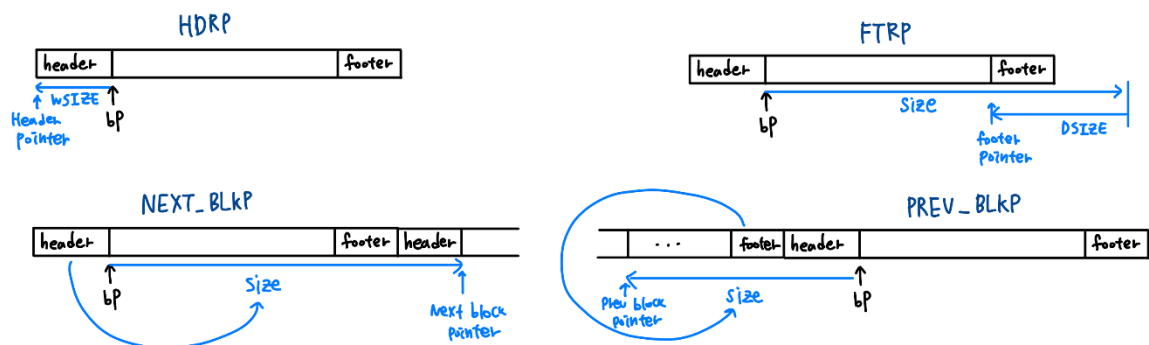 HDRP
header
footer
WSIZE
Header
pointer
bp
FTRP
header
footer
size
bp
footer
pointer
DSIZE
NEXT_BLKP
header
footer
header
size
bp
Next block
pointer
PREV_BLKP
...
footer
header
footer
Prev block
pointer
size
bp